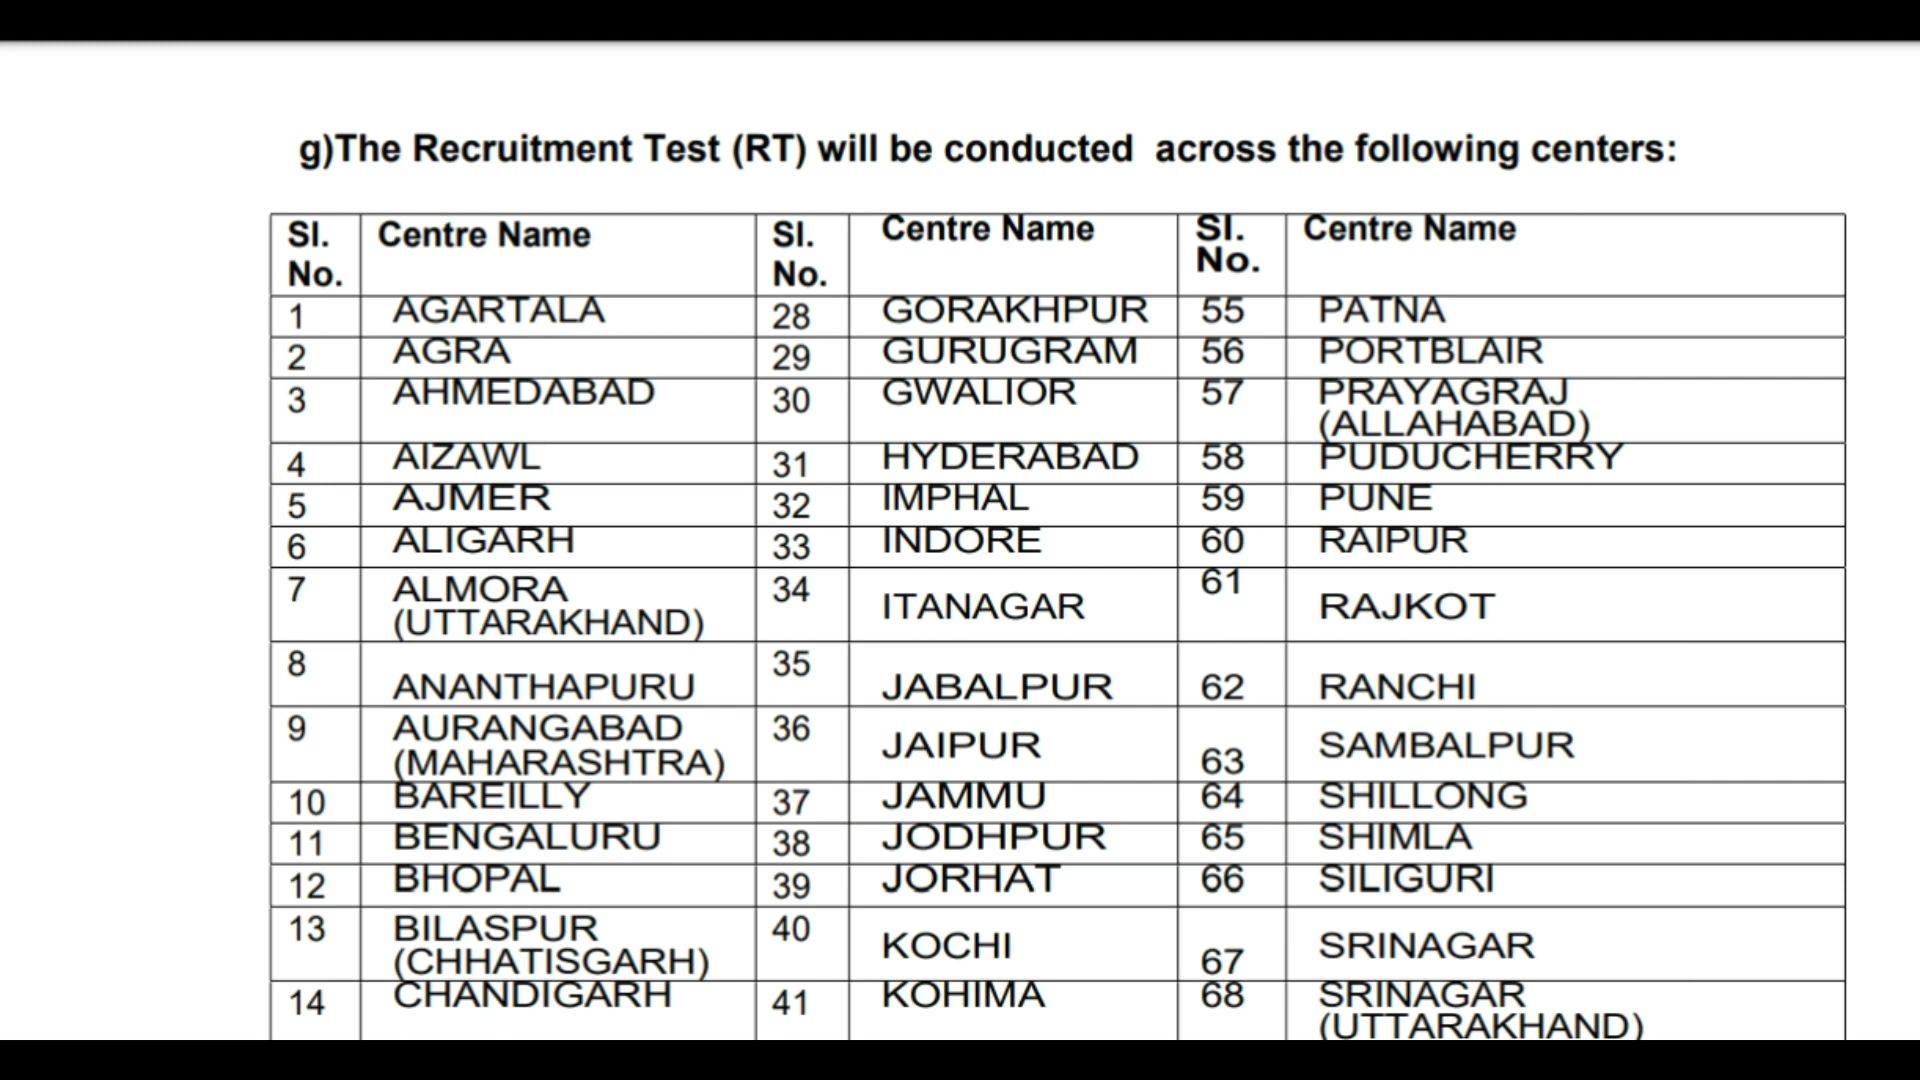 g)The Recruitment Test (RT) will be conducted across the following centers:
Sl. No. Centre Name Sl. No. Centre Name Sl. No. Centre Name
1 AGARTALA 28 GORAKHPUR 55 PATNA
2 AGRA 29 GURUGRAM 56 PORTBLAIR
3 AHMEDABAD 30 GWALIOR 57 PRAYAGRAJ (ALLAHABAD)
4 AIZAWL 31 HYDERABAD 58 PUDUCHERRY
5 AJMER 32 IMPHAL 59 PUNE
6 ALIGARH 33 INDORE 60 RAIPUR
7 ALMORA (UTTARAKHAND) 34 ITANAGAR 61 RAJKOT
8 ANANTHAPURU 35 JABALPUR 62 RANCHI
9 AURANGABAD (MAHARASHTRA) 36 JAIPUR 63 SAMBALPUR
10 BAREILLY 37 JAMMU 64 SHILLONG
11 BENGALURU 38 JODHPUR 65 SHIMLA
12 BHOPAL 39 JORHAT 66 SILIGURI
13 BILASPUR (CHHATISGARH) 40 KOCHI 67 SRINAGAR
14 CHANDIGARH 41 KOHIMA 68 SRINAGAR (UTTARAKHAND)